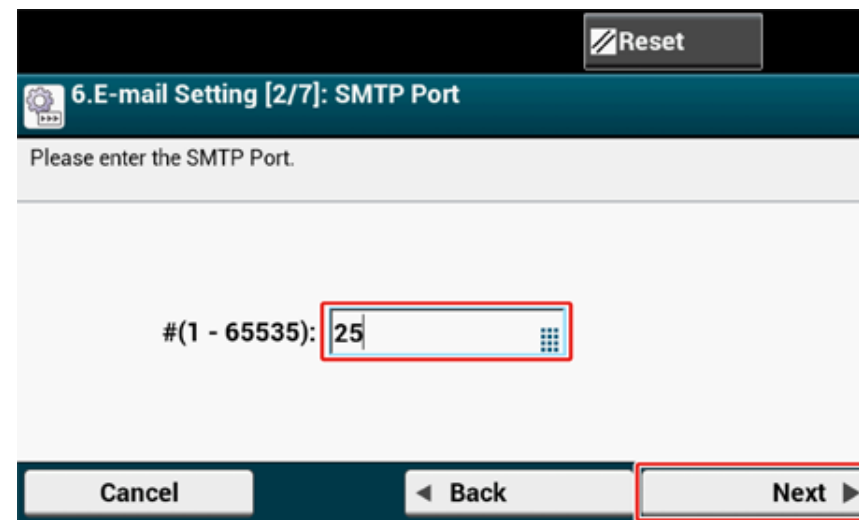 Reset
6.E-mail Setting [2/7]: SMTP Port
Please enter the SMTP Port.
#(1 - 65535): 25
Cancel
Back
Next